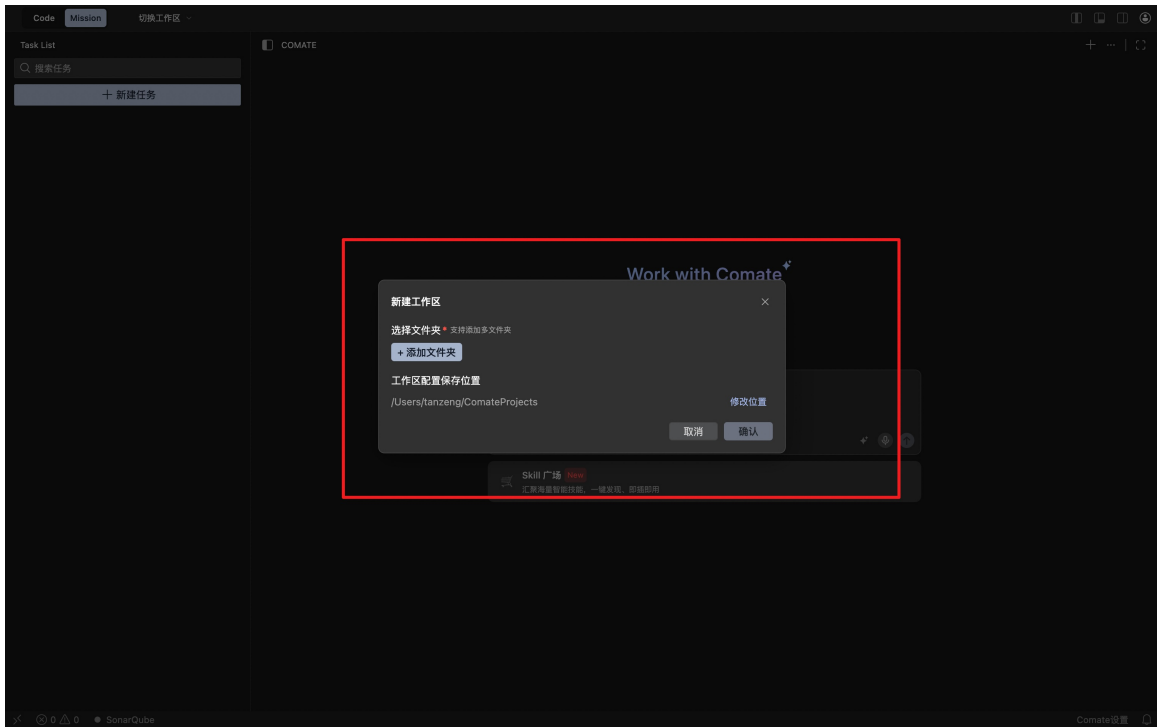 Code Mission 切换工作区
Task List
COMATE
搜索任务
+ 新建任务
Work with Comate
新建工作区
选择文件夹 * 支持添加多文件夹
+ 添加文件夹
工作区配置保存位置
/Users/tanzeng/ComateProjects 修改位置
取消 确认
Skill 广场 New
汇聚海量智能技能，一键发现、即插即用
0 0 SonarQube Comate设置